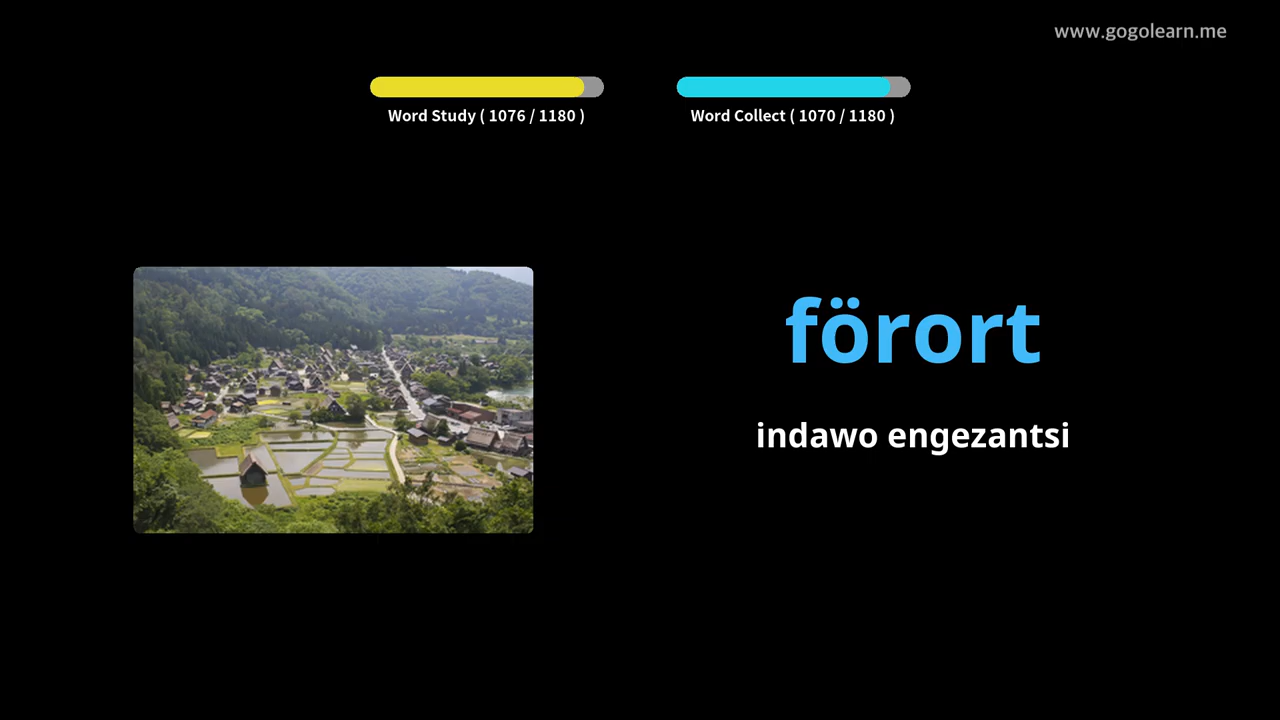 www.gogolearn.me
Word Study ( 1076 / 1180 )
Word Collect ( 1070 / 1180 )
förort
indawo engezantsi